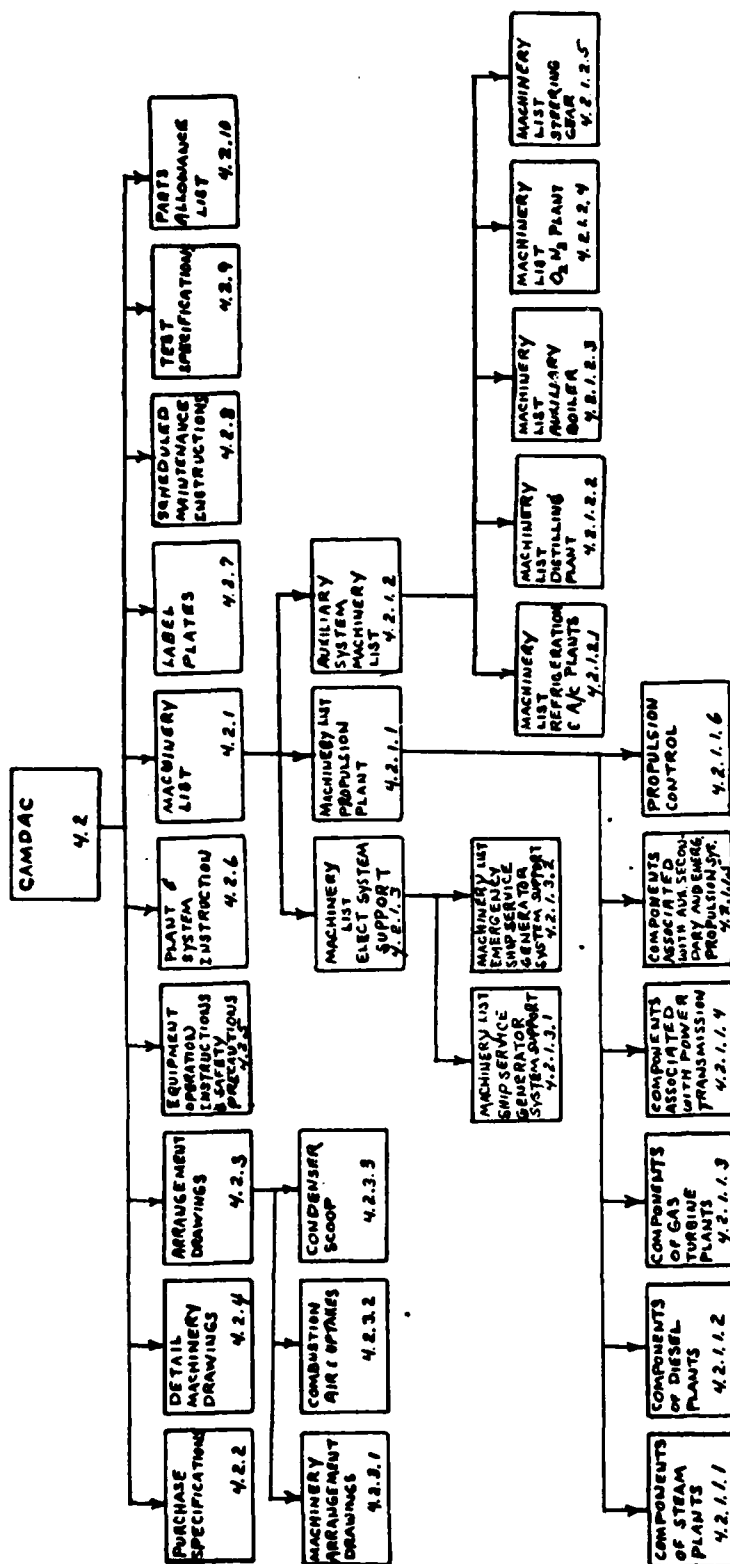 CAMDAC
4.2
PURCHASE
SPECIFICATIONS
4.2.2
DETAIL
MACHINERY
DRAWINGS
4.2.4
ARRANGEMENT
DRAWINGS
4.2.3
EQUIPMENT
OPERATION
INSTRUCTIONS
& SAFETY
PRECAUTIONS
4.2.5
PLANT &
SYSTEM
INSTRUCTION
4.2.6
MACHINERY
LIST
4.2.1
LABEL
PLATES
4.2.7
SCHEDULED
MAINTENANCE
INSTRUCTIONS
4.2.8
TEST
SPECIFICATIONS
4.2.9
PARTS
ALLOWANCE
LIST
4.2.10
MACHINERY
ARRANGEMENT
DRAWINGS
4.2.3.1
COMBUSTION
AIR & UPTAKES
4.2.3.2
CONDENSER
SCOOP
4.2.3.3
MACHINERY
LIST
ELECT SYSTEM
SUPPORT
4.2.1.3
MACHINERY LIST
PROPULSION
PLANT
4.2.1.1
AUXILIARY
SYSTEM
MACHINERY
LIST
4.2.1.2
MACHINERY LIST
SHIP SERVICE
GENERATOR
SYSTEM SUPPORT
4.2.1.3.1
MACHINERY LIST
EMERGENCY
SHIP SERVICE
GENERATOR
SYSTEM SUPPORT
4.2.1.3.2
MACHINERY
LIST
REFRIGERATION
& A/C PLANTS
4.2.1.2.1
MACHINERY
LIST
DISTILLING
PLANT
4.2.1.2.2
MACHINERY
LIST
AUXILIARY
BOILER
4.2.1.2.3
MACHINERY
LIST
O2 N2 PLANT
4.2.1.2.4
MACHINERY
LIST
STEERING
GEAR
4.2.1.2.5
COMPONENTS
OF STEAM
PLANTS
4.2.1.1.1
COMPONENTS
OF DIESEL
PLANTS
4.2.1.1.2
COMPONENTS
OF GAS
TURBINE
PLANTS
4.2.1.1.3
COMPONENTS
ASSOCIATED
WITH POWER
TRANSMISSION
4.2.1.1.4
COMPONENTS
ASSOCIATED
WITH AUX. SECON-
DARY AND EMERG.
PROPULSION SYS.
4.2.1.1.5
PROPULSION
CONTROL
4.2.1.1.6